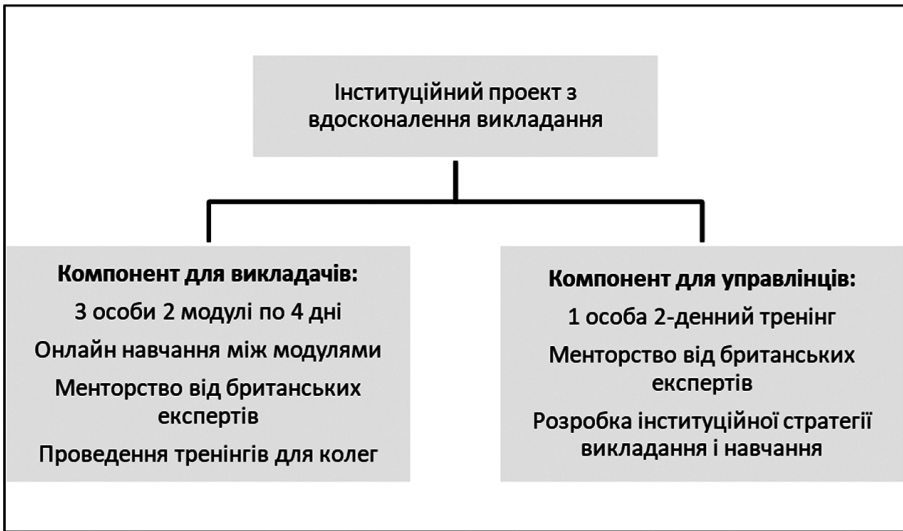 Інституційний проект з
вдосконалення викладання
Компонент для викладачів:
3 особи 2 модулі по 4 дні
Онлайн навчання між модулями
Менторство від британських
експертів
Проведення тренінгів для колег
Компонент для управлінців:
1 особа 2-денний тренінг
Менторство від британських
експертів
Розробка інституційної стратегії
викладання і навчання